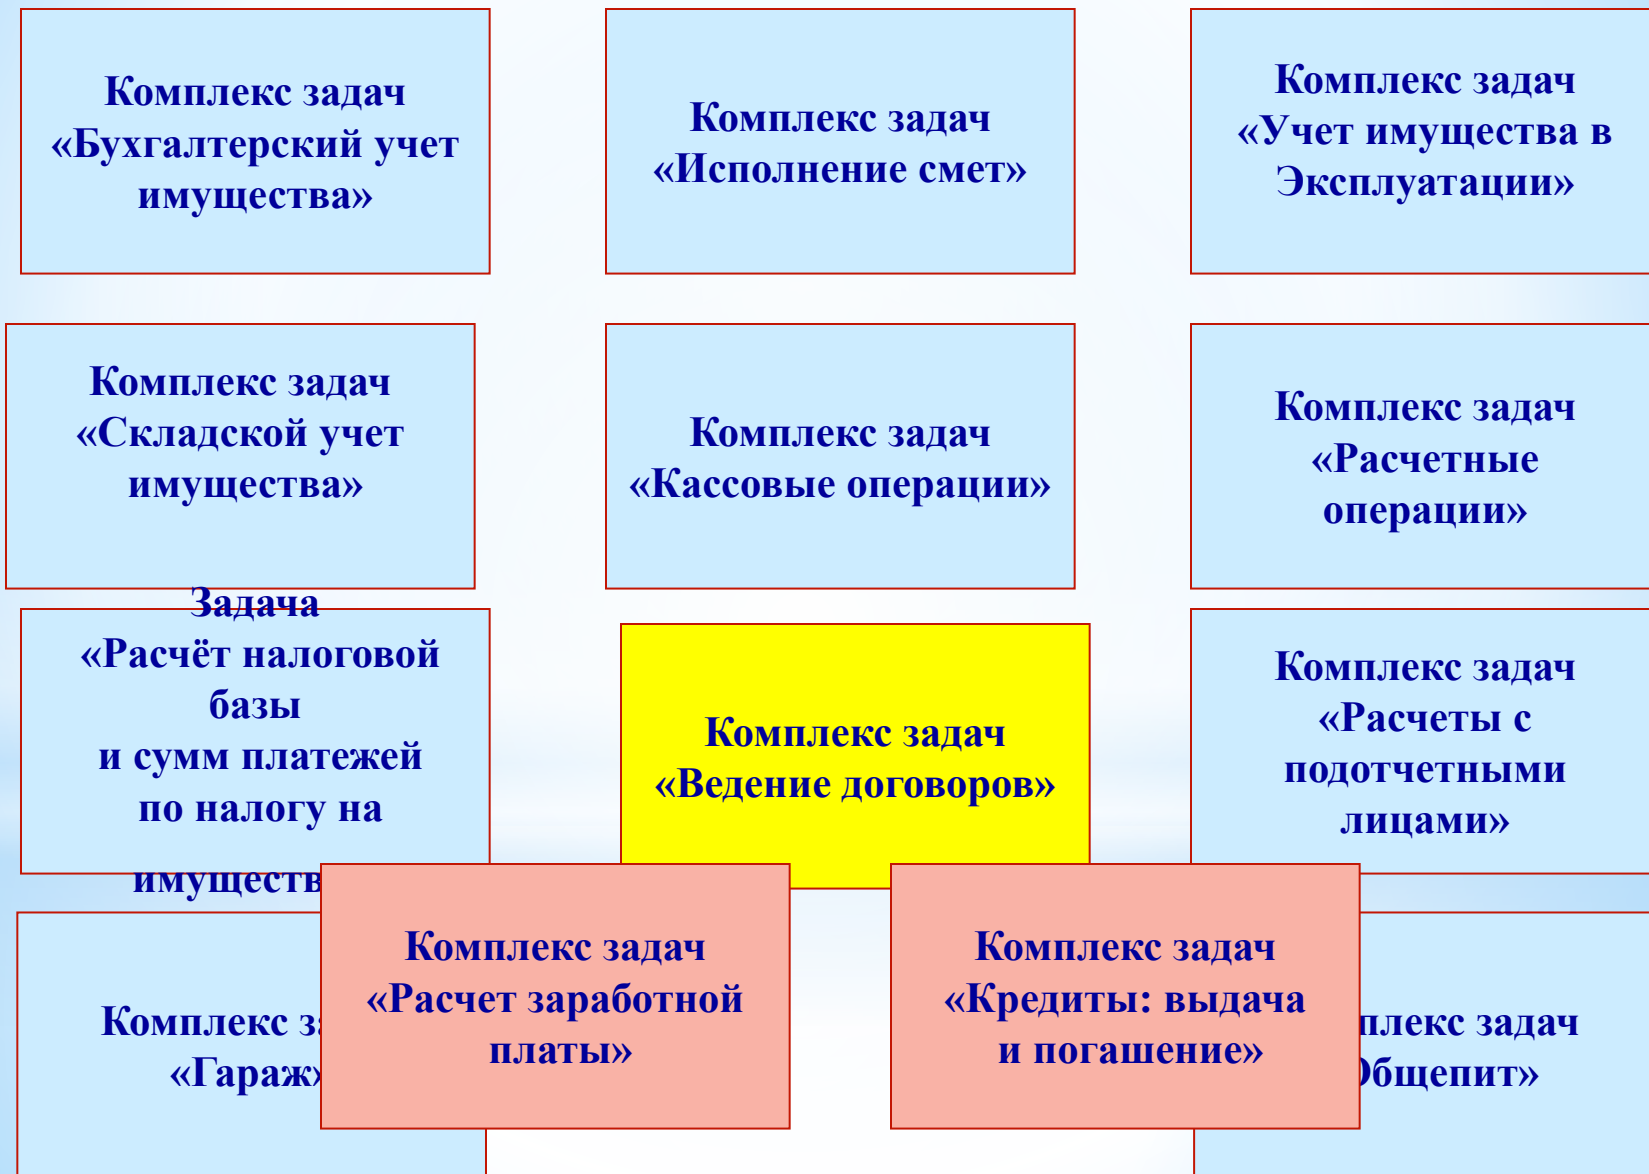 Комплекс задач
«Бухгалтерский учет
имущества»
Комплекс задач
«Исполнение смет»
Комплекс задач
«Учет имущества в
Эксплуатации»
Комплекс задач
«Складской учет
имущества»
Комплекс задач
«Кассовые операции»
Комплекс задач
«Расчетные
операции»
Задача
«Расчёт налоговой
базы
и сумм платежей
по налогу на
имуществ
Комплекс задач
«Ведение договоров»
Комплекс задач
«Расчеты с
подотчетными
лицами»
Комплекс
«Гараж»
Комплекс задач
«Расчет заработной
платы»
Комплекс задач
«Кредиты: выдача
и погашение»
плекс задач
Общепит»